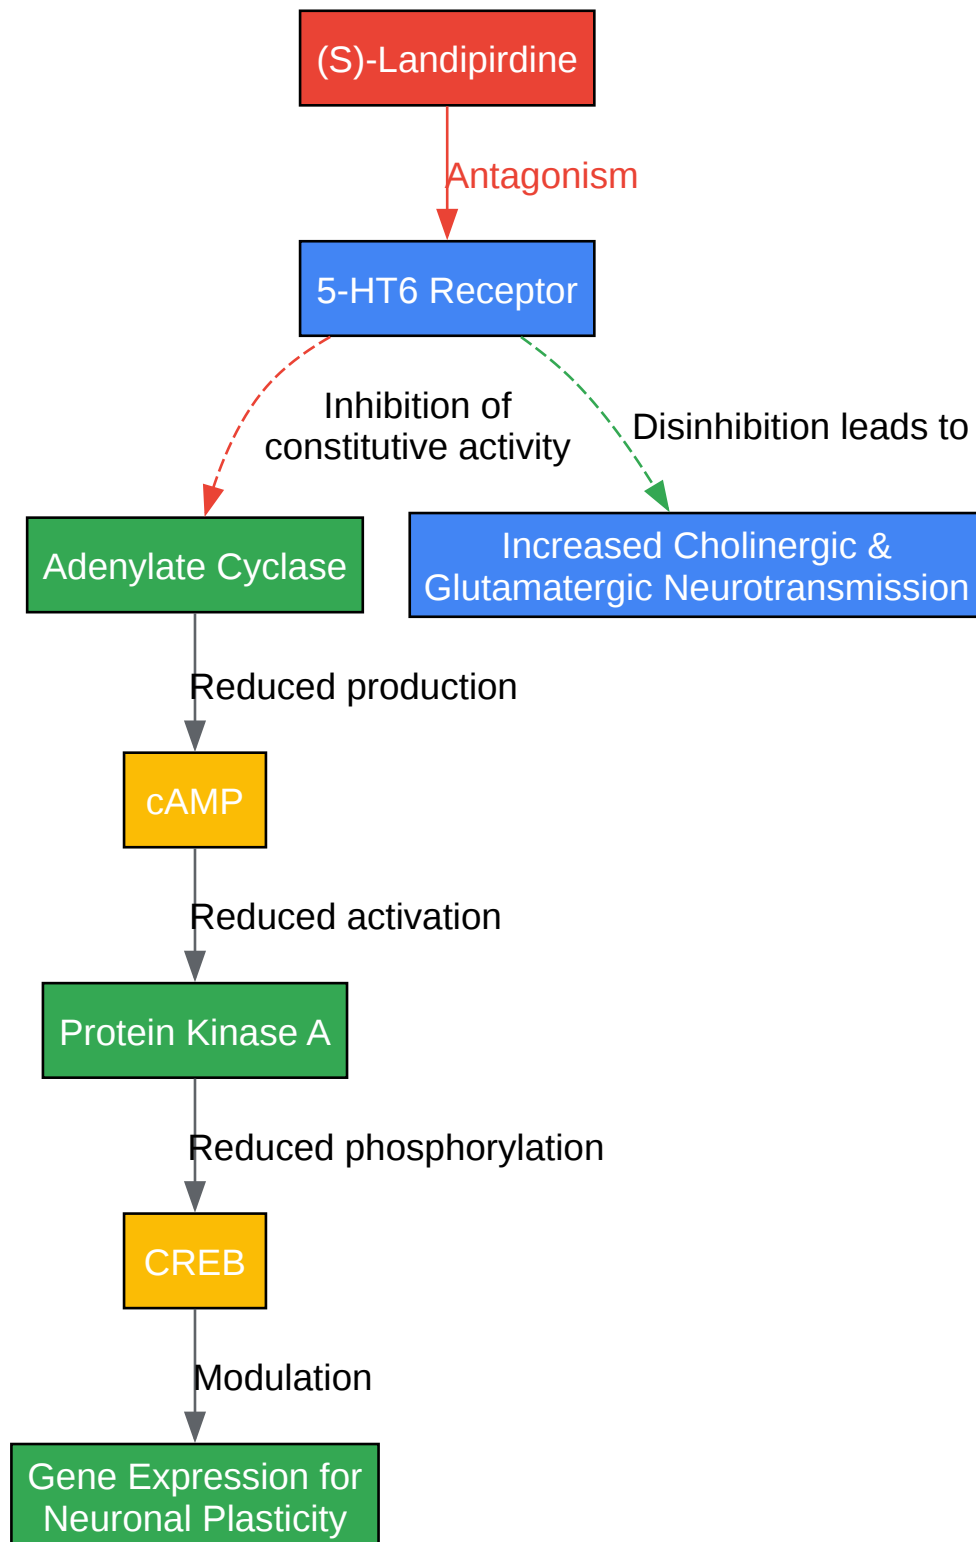 (S)-Landipirdine
Antagonism
5-HT6 Receptor
Inhibition of
constitutive activity
Disinhibition leads to
Adenylate Cyclase
Increased Cholinergic &
Glutamatergic Neurotransmission
Reduced production
cAMP
Reduced activation
Protein Kinase A
Reduced phosphorylation
CREB
Modulation
Gene Expression for
Neuronal Plasticity